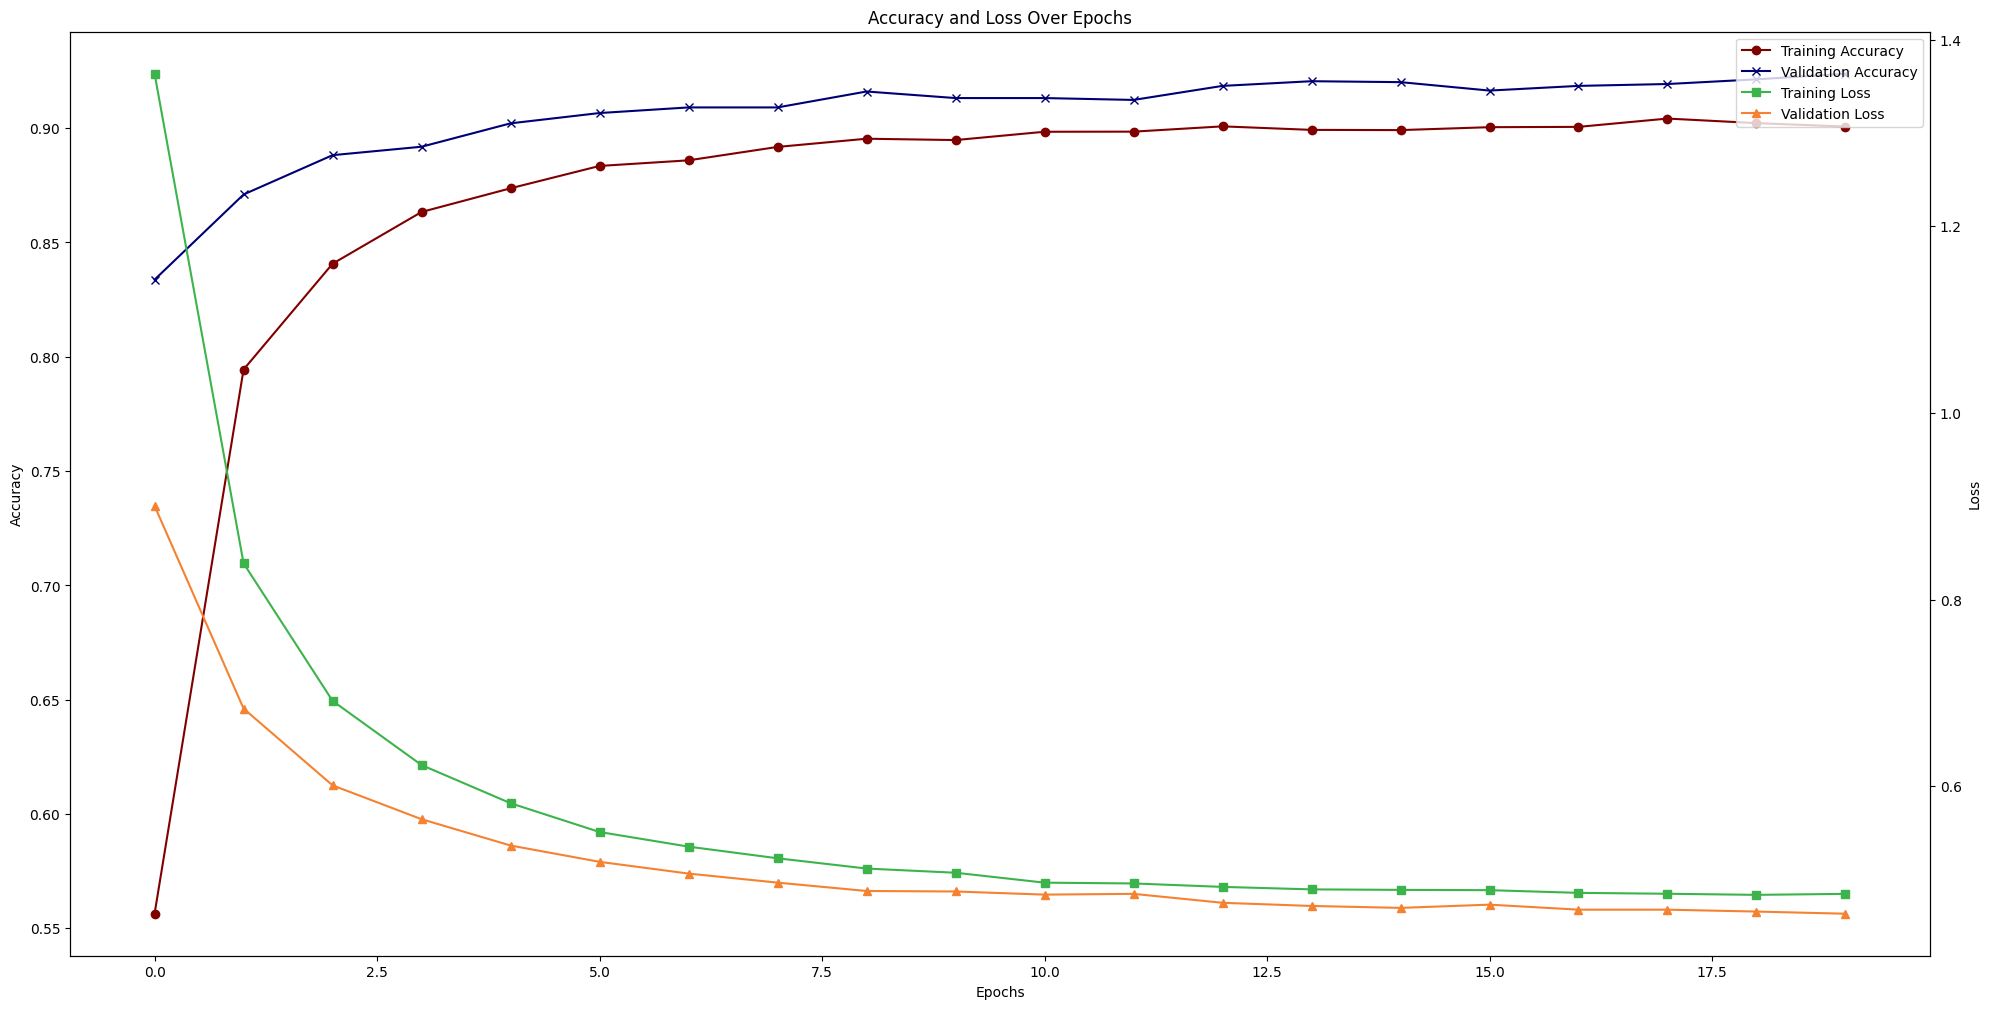 Accuracy and Loss Over Epochs
Training Accuracy
Validation Accuracy
Training Loss
Validation Loss
Accuracy
0.90
0.85
0.80
0.75
0.70
0.65
0.60
0.55
1.4
1.2
1.0
0.8
0.6
Loss
0.0 2.5 5.0 7.5 10.0 12.5 15.0 17.5
Epochs